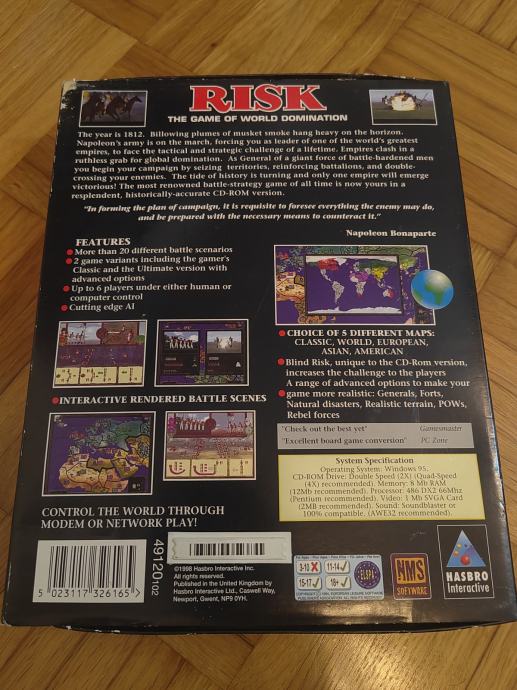 RISK
THE GAME OF WORLD DOMINATION
The year is 1812. Billowing plumes of musket smoke hang heavy on the horizon.
Napoleon's army is on the march, forcing you as leader of one of the world's greatest
empires, to face the tactical and strategic challenge of a lifetime. Empires clash in a
ruthless grab for global domination. As General of a giant force of battle-hardened men
you begin your campaign by seizing territories, reinforcing battalions, and double-
crossing your enemies. The tide of history is turning and only one empire will emerge
victorious! The most renowned battle-strategy game of all time is now yours in a
resplendent, historically-accurate CD-ROM version.
"In forming the plan of campaign, it is requisite to foresee everything the enemy may do,
and be prepared with the necessary means to counteract it."
Napoleon Bonaparte
FEATURES
More than 20 different battle scenarios
2 game variants including the gamer's
Classic and the Ultimate version with
advanced options
Up to 6 players under either human or
computer control
Cutting edge AI
CHOICE OF 5 DIFFERENT MAPS:
CLASSIC, WORLD, EUROPEAN,
ASIAN, AMERICAN
Blind Risk, unique to the CD-Rom version,
increases the challenge to the players
A range of advanced options to make your
game more realistic: Generals, Forts,
Natural disasters, Realistic terrain, POWs,
Rebel forces
INTERACTIVE RENDERED BATTLE SCENES
"Check out the best yet" Gamesmaster
"Excellent board game conversion" PC Zone
System Specification
Operating System: Windows 95,
CD-ROM Drive: Double Speed (2X) (Quad-Speed
(4X) recommended). Memory: 8 Mb RAM
(12Mb recommended). Processor: 486 DX2 66Mhz
(Pentium recommended). Video: 1 Mb SVGA Card
(2MB recommended). Sound: Soundblaster or
100% compatible. (AWE32 recommended).
CONTROL THE WORLD THROUGH
MODEM OR NETWORK PLAY!
5 023117 326165 >
49120102
©1998 Hasbro Interactive Inc.
All rights reserved.
Published in the United Kingdom by
Hasbro Interactive Ltd., Caswell Way,
Newport, Gwent, NP9 0YH.
3-10 11-14
15-17 18+
ELSPA
NMS
SOFTWARE
HASBRO
Interactive